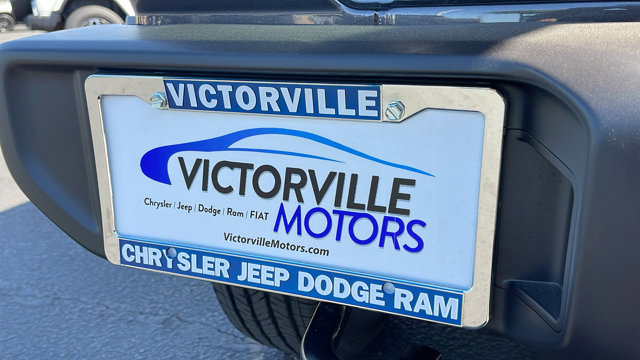 VICTORVILLE
VICTORVILLE
Chrysler | Jeep | Dodge | Ram | FIAT
MOTORS
VictorvilleMotors.com
CHRYSLER JEEP DODGE RAM